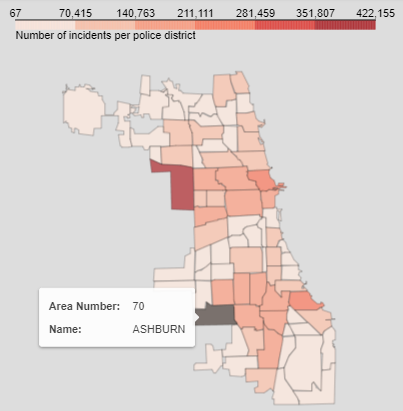 67 70,415 140,763 211,111 281,459 351,807 422,155
Number of incidents per police district
Area Number: 70
Name: ASHBURN